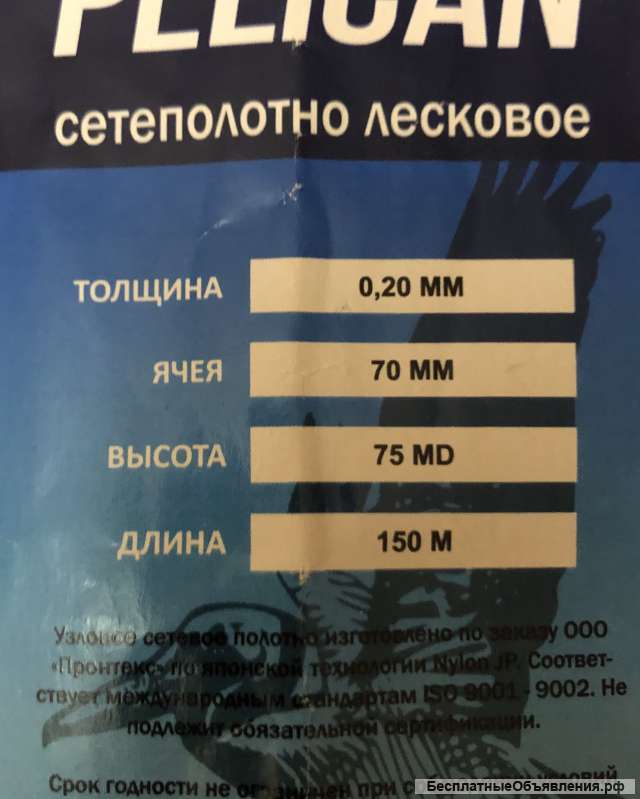 PELICAN
сетеполотно лесковое
ТОЛЩИНА 0,20 ММ
ЯЧЕЯ 70 ММ
ВЫСОТА 75 MD
ДЛИНА 150 М
Узловое сетевое полотно изготовлено по заказу ООО
«Пронтекс» по японской технологии Nylon JP. Соответ-
ствует международным стандартам ISO 9001 - 9002. Не
подлежит обязательной сертификации.
Срок годности не ограничен при условий
БесплатныеОбъявления.рф